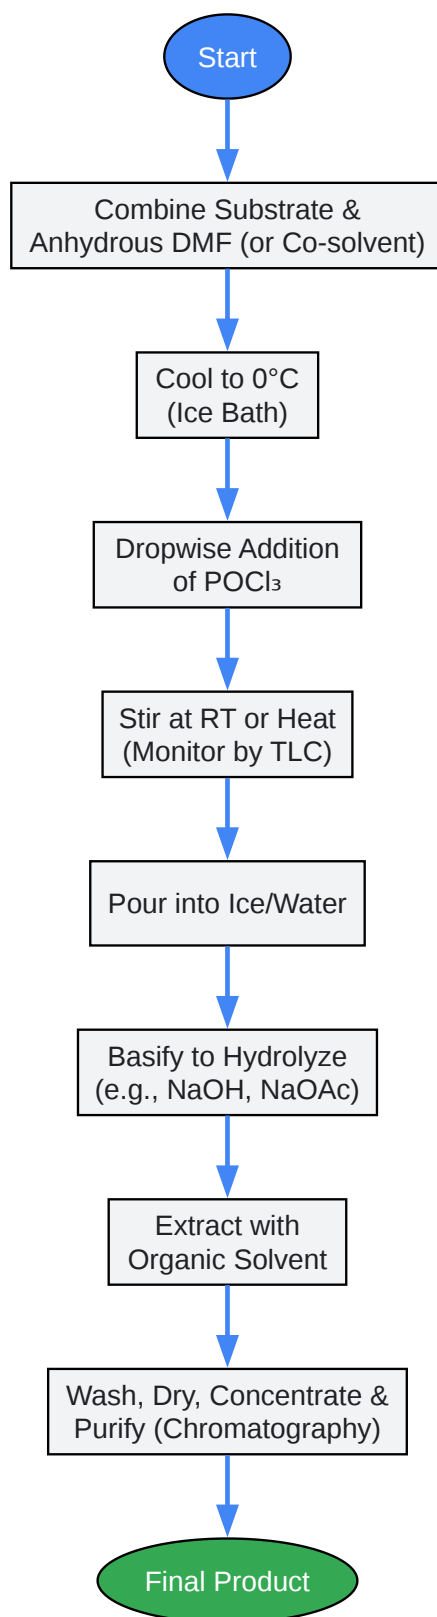 Start
Combine Substrate &
Anhydrous DMF (or Co-solvent)
Cool to 0°C
(Ice Bath)
Dropwise Addition
of POCl₃
Stir at RT or Heat
(Monitor by TLC)
Pour into Ice/Water
Basify to Hydrolyze
(e.g., NaOH, NaOAc)
Extract with
Organic Solvent
Wash, Dry, Concentrate &
Purify (Chromatography)
Final Product